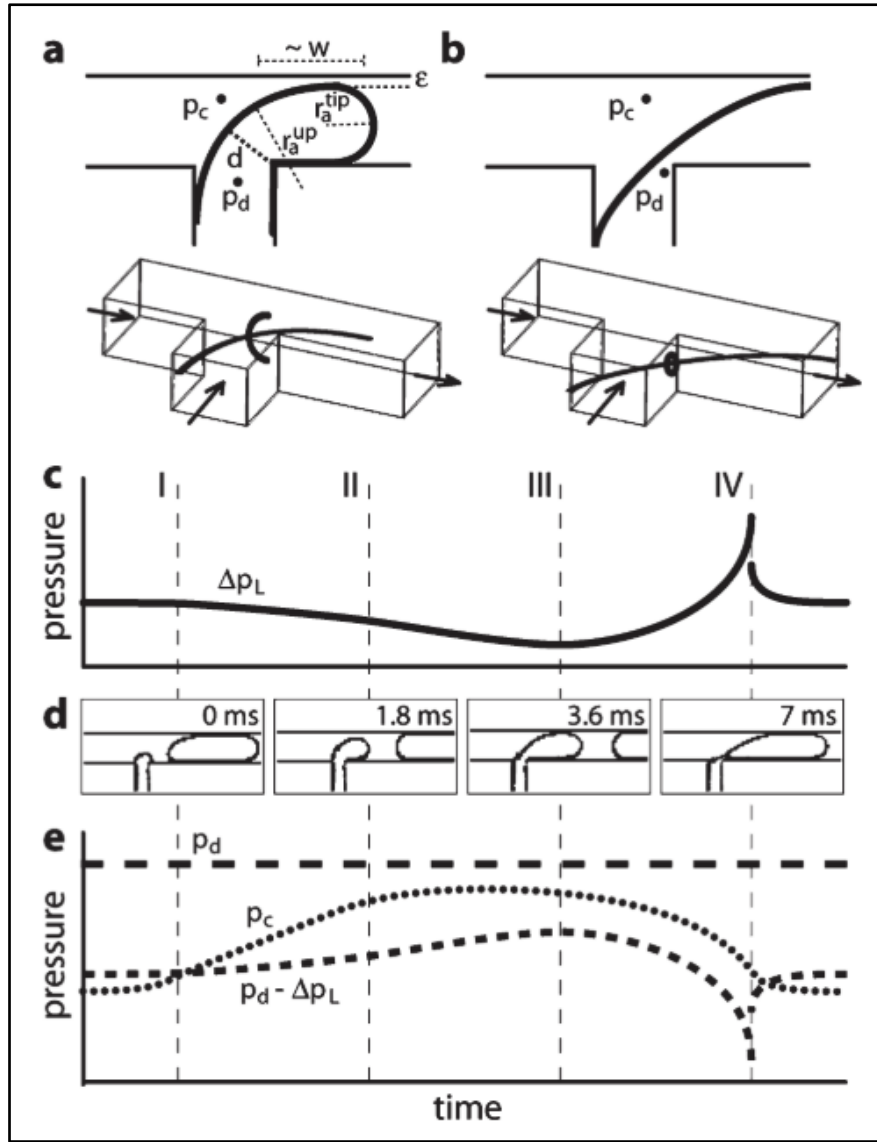 a
~ w
ε
p_c
r_a^tip
r_a^up
d
p_d
b
p_c
p_d
c
I II III IV
pressure
Δp_L
d
0 ms 1.8 ms 3.6 ms 7 ms
e
p_d
pressure
p_c
p_d - Δp_L
time